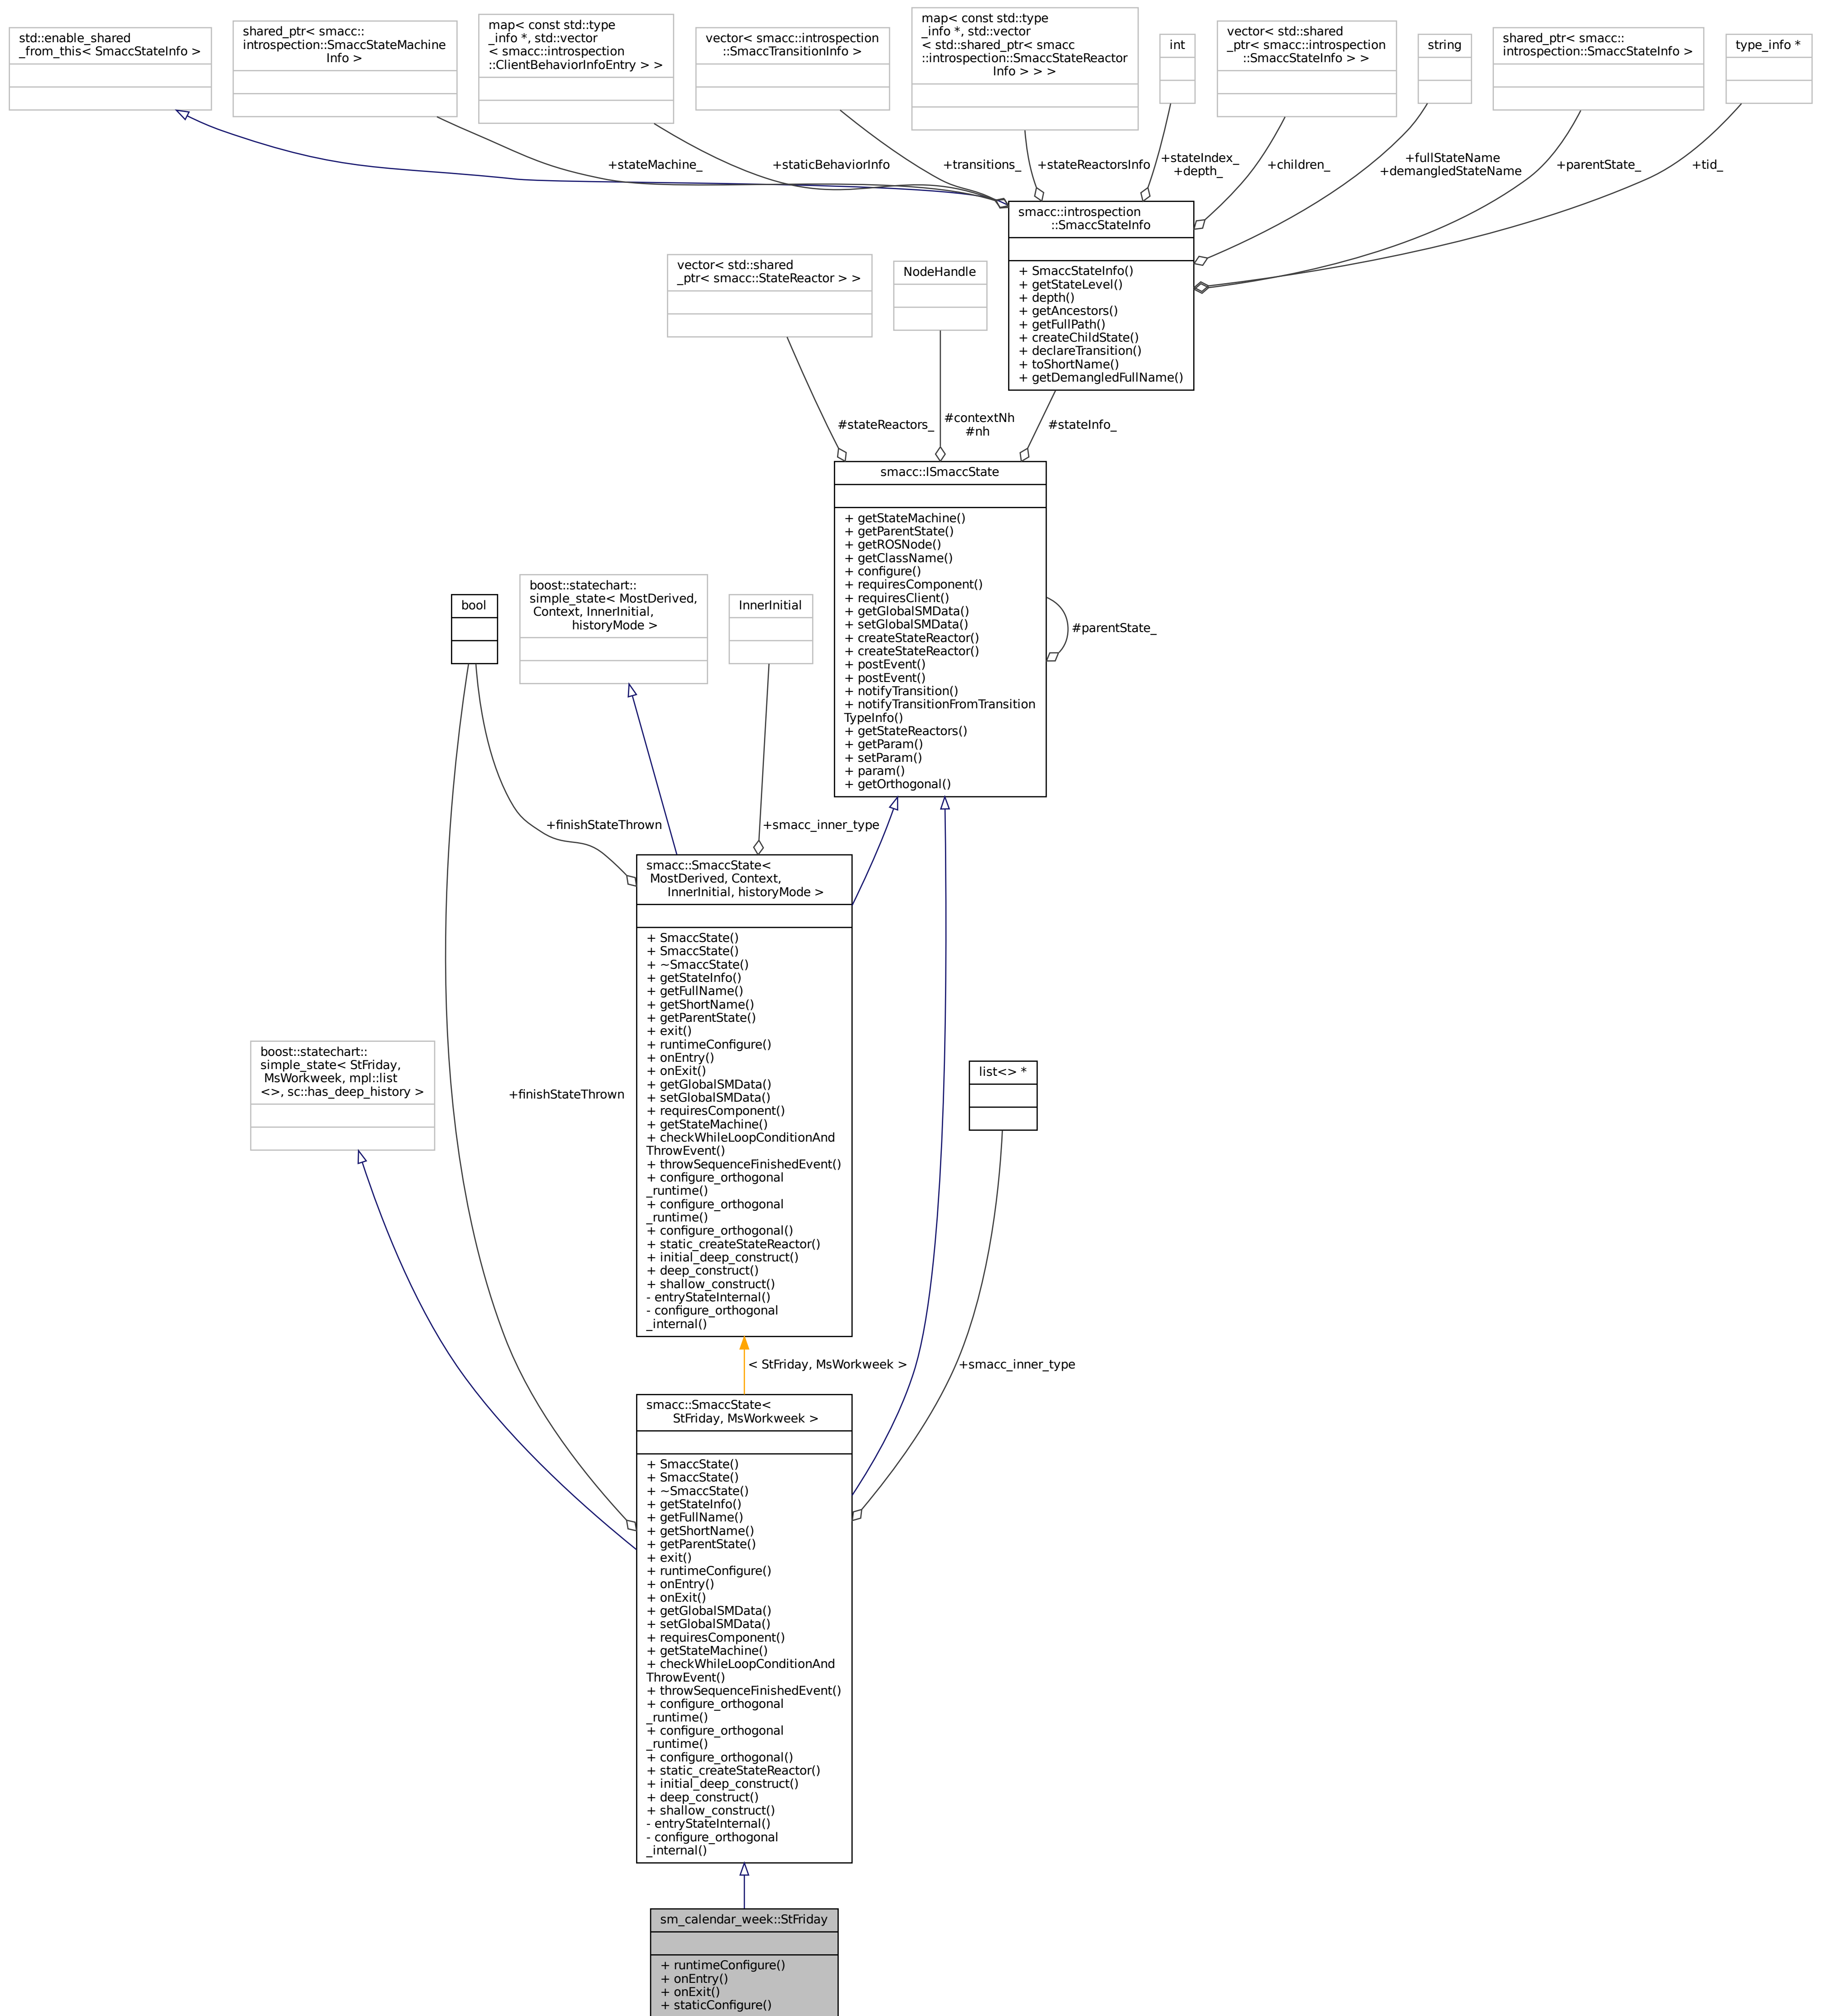 std::enable_shared
_from_this< SmaccStateInfo >
shared_ptr< smacc::
introspection::SmaccStateMachine
Info >
map< const std::type
_info *, std::vector
< smacc::introspection
::ClientBehaviorInfoEntry > >
vector< smacc::introspection
::SmaccTransitionInfo >
map< const std::type
_info *, std::vector
< std::shared_ptr< smacc
::introspection::SmaccStateReactor
Info > > >
int
vector< std::shared
_ptr< smacc::introspection
::SmaccStateInfo > >
string
shared_ptr< smacc::
introspection::SmaccStateInfo >
type_info *
+stateMachine_
+staticBehaviorInfo
+transitions_
+stateReactorsInfo
+stateIndex_
+depth_
+children_
+fullStateName
+demangledStateName
+parentState_
+tid_
smacc::introspection
::SmaccStateInfo
+ SmaccStateInfo()
+ getStateLevel()
+ depth()
+ getAncestors()
+ getFullPath()
+ createChildState()
+ declareTransition()
+ toShortName()
+ getDemangledFullName()
vector< std::shared
_ptr< smacc::StateReactor > >
NodeHandle
#stateReactors_
#contextNh
#nh
#stateInfo_
smacc::ISmaccState
+ getStateMachine()
+ getParentState()
+ getROSNode()
+ getClassName()
+ configure()
+ requiresComponent()
+ requiresClient()
+ getGlobalSMData()
+ setGlobalSMData()
+ createStateReactor()
+ createStateReactor()
+ postEvent()
+ postEvent()
+ notifyTransition()
+ notifyTransitionFromTransition
TypeInfo()
+ getStateReactors()
+ getParam()
+ setParam()
+ param()
+ getOrthogonal()
#parentState_
bool
boost::statechart::
simple_state< MostDerived,
Context, InnerInitial,
historyMode >
InnerInitial
+finishStateThrown
+smacc_inner_type
smacc::SmaccState<
MostDerived, Context,
InnerInitial, historyMode >
+ SmaccState()
+ SmaccState()
+ ~SmaccState()
+ getStateInfo()
+ getFullName()
+ getShortName()
+ getParentState()
+ exit()
+ runtimeConfigure()
+ onEntry()
+ onExit()
+ getGlobalSMData()
+ setGlobalSMData()
+ requiresComponent()
+ getStateMachine()
+ checkWhileLoopConditionAnd
ThrowEvent()
+ throwSequenceFinishedEvent()
+ configure_orthogonal
_runtime()
+ configure_orthogonal
_runtime()
+ configure_orthogonal()
+ static_createStateReactor()
+ initial_deep_construct()
+ deep_construct()
+ shallow_construct()
- entryStateInternal()
- configure_orthogonal
_internal()
boost::statechart::
simple_state< StFriday,
MsWorkweek, mpl::list
<>, sc::has_deep_history >
+finishStateThrown
list<> *
< StFriday, MsWorkweek >
+smacc_inner_type
smacc::SmaccState<
StFriday, MsWorkweek >
+ SmaccState()
+ SmaccState()
+ ~SmaccState()
+ getStateInfo()
+ getFullName()
+ getShortName()
+ getParentState()
+ exit()
+ runtimeConfigure()
+ onEntry()
+ onExit()
+ getGlobalSMData()
+ setGlobalSMData()
+ requiresComponent()
+ getStateMachine()
+ checkWhileLoopConditionAnd
ThrowEvent()
+ throwSequenceFinishedEvent()
+ configure_orthogonal
_runtime()
+ configure_orthogonal
_runtime()
+ configure_orthogonal()
+ static_createStateReactor()
+ initial_deep_construct()
+ deep_construct()
+ shallow_construct()
- entryStateInternal()
- configure_orthogonal
_internal()
sm_calendar_week::StFriday
+ runtimeConfigure()
+ onEntry()
+ onExit()
+ staticConfigure()